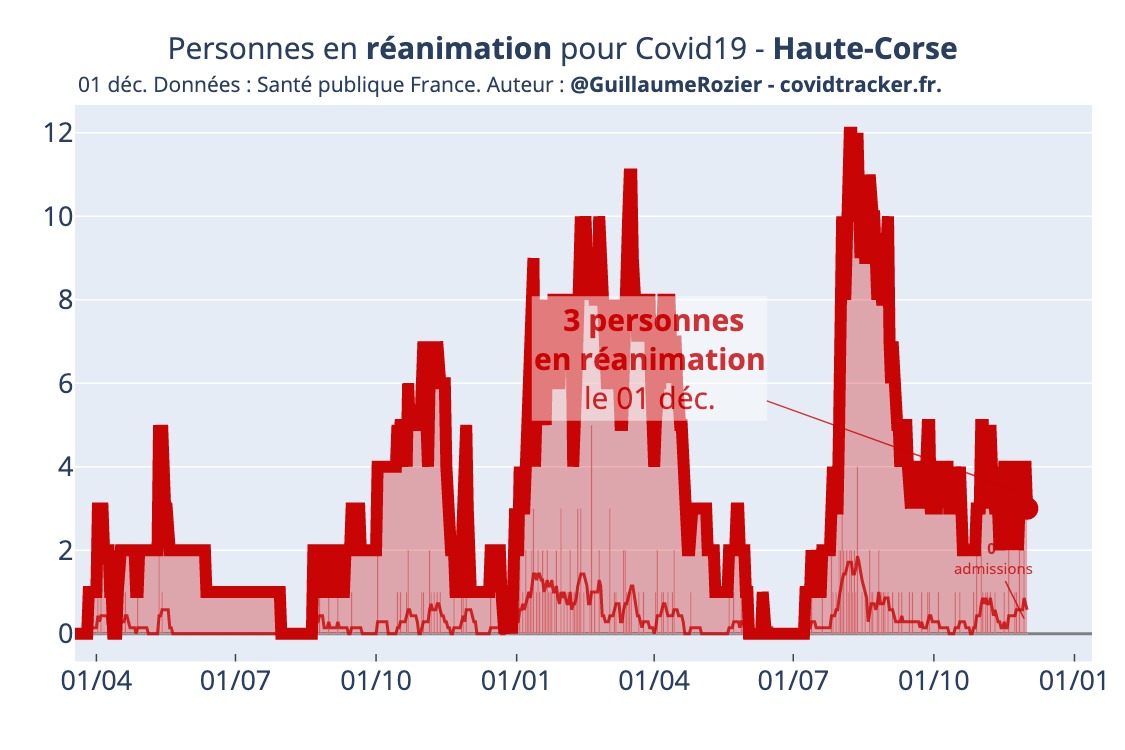 Personnes en réanimation pour Covid19 - Haute-Corse
01 déc. Données : Santé publique France. Auteur : @GuillaumeRozier - covidtracker.fr.
12
10
8
6
4
2
0
3 personnes
en réanimation
le 01 déc.
0
admissions
01/04
01/07
01/10
01/01
01/04
01/07
01/10
01/01